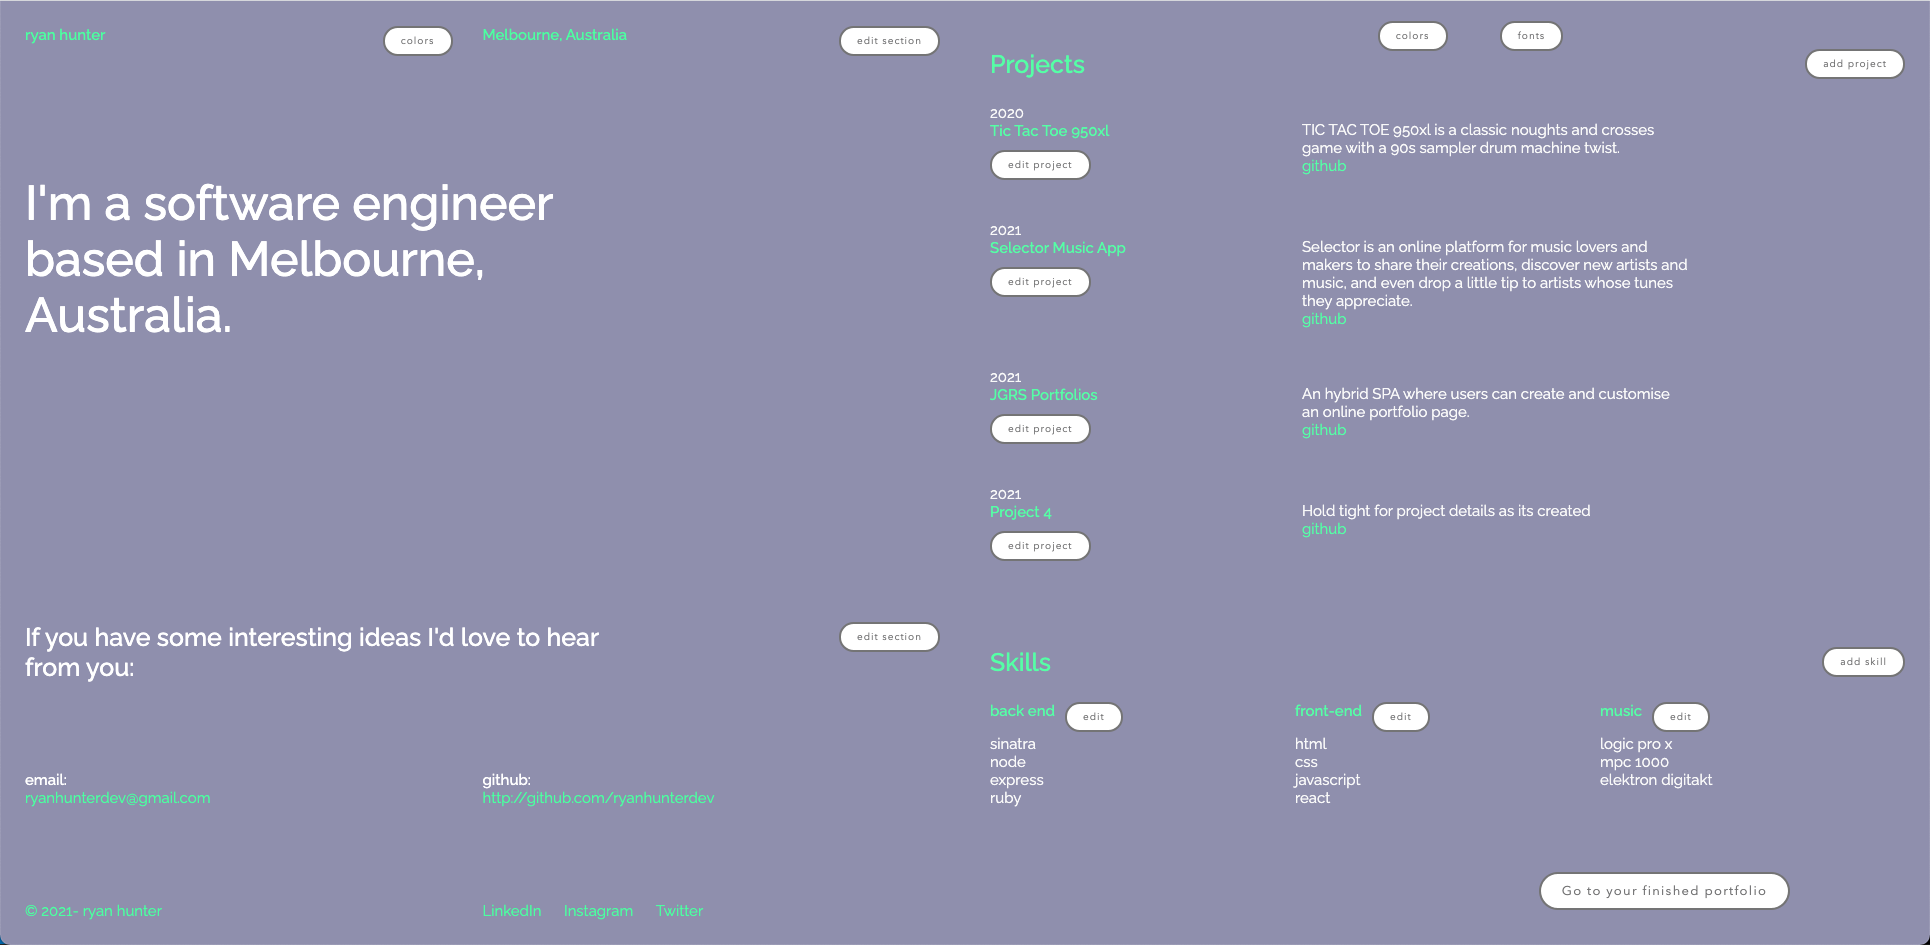 ryan hunter
colors
Melbourne, Australia
edit section
I'm a software engineer
based in Melbourne,
Australia.
If you have some interesting ideas I'd love to hear
from you:
edit section
email:
ryanhunterdev@gmail.com
github:
http://github.com/ryanhunterdev
© 2021- ryan hunter
LinkedIn Instagram Twitter
colors
fonts
Projects
add project
2020
Tic Tac Toe 950xl
edit project
TIC TAC TOE 950xl is a classic noughts and crosses
game with a 90s sampler drum machine twist.
github
2021
Selector Music App
edit project
Selector is an online platform for music lovers and
makers to share their creations, discover new artists and
music, and even drop a little tip to artists whose tunes
they appreciate.
github
2021
JGRS Portfolios
edit project
An hybrid SPA where users can create and customise
an online portfolio page.
github
2021
Project 4
edit project
Hold tight for project details as its created
github
Skills
add skill
back end
edit
sinatra
node
express
ruby
front-end
edit
html
css
javascript
react
music
edit
logic pro x
mpc 1000
elektron digitakt
Go to your finished portfolio